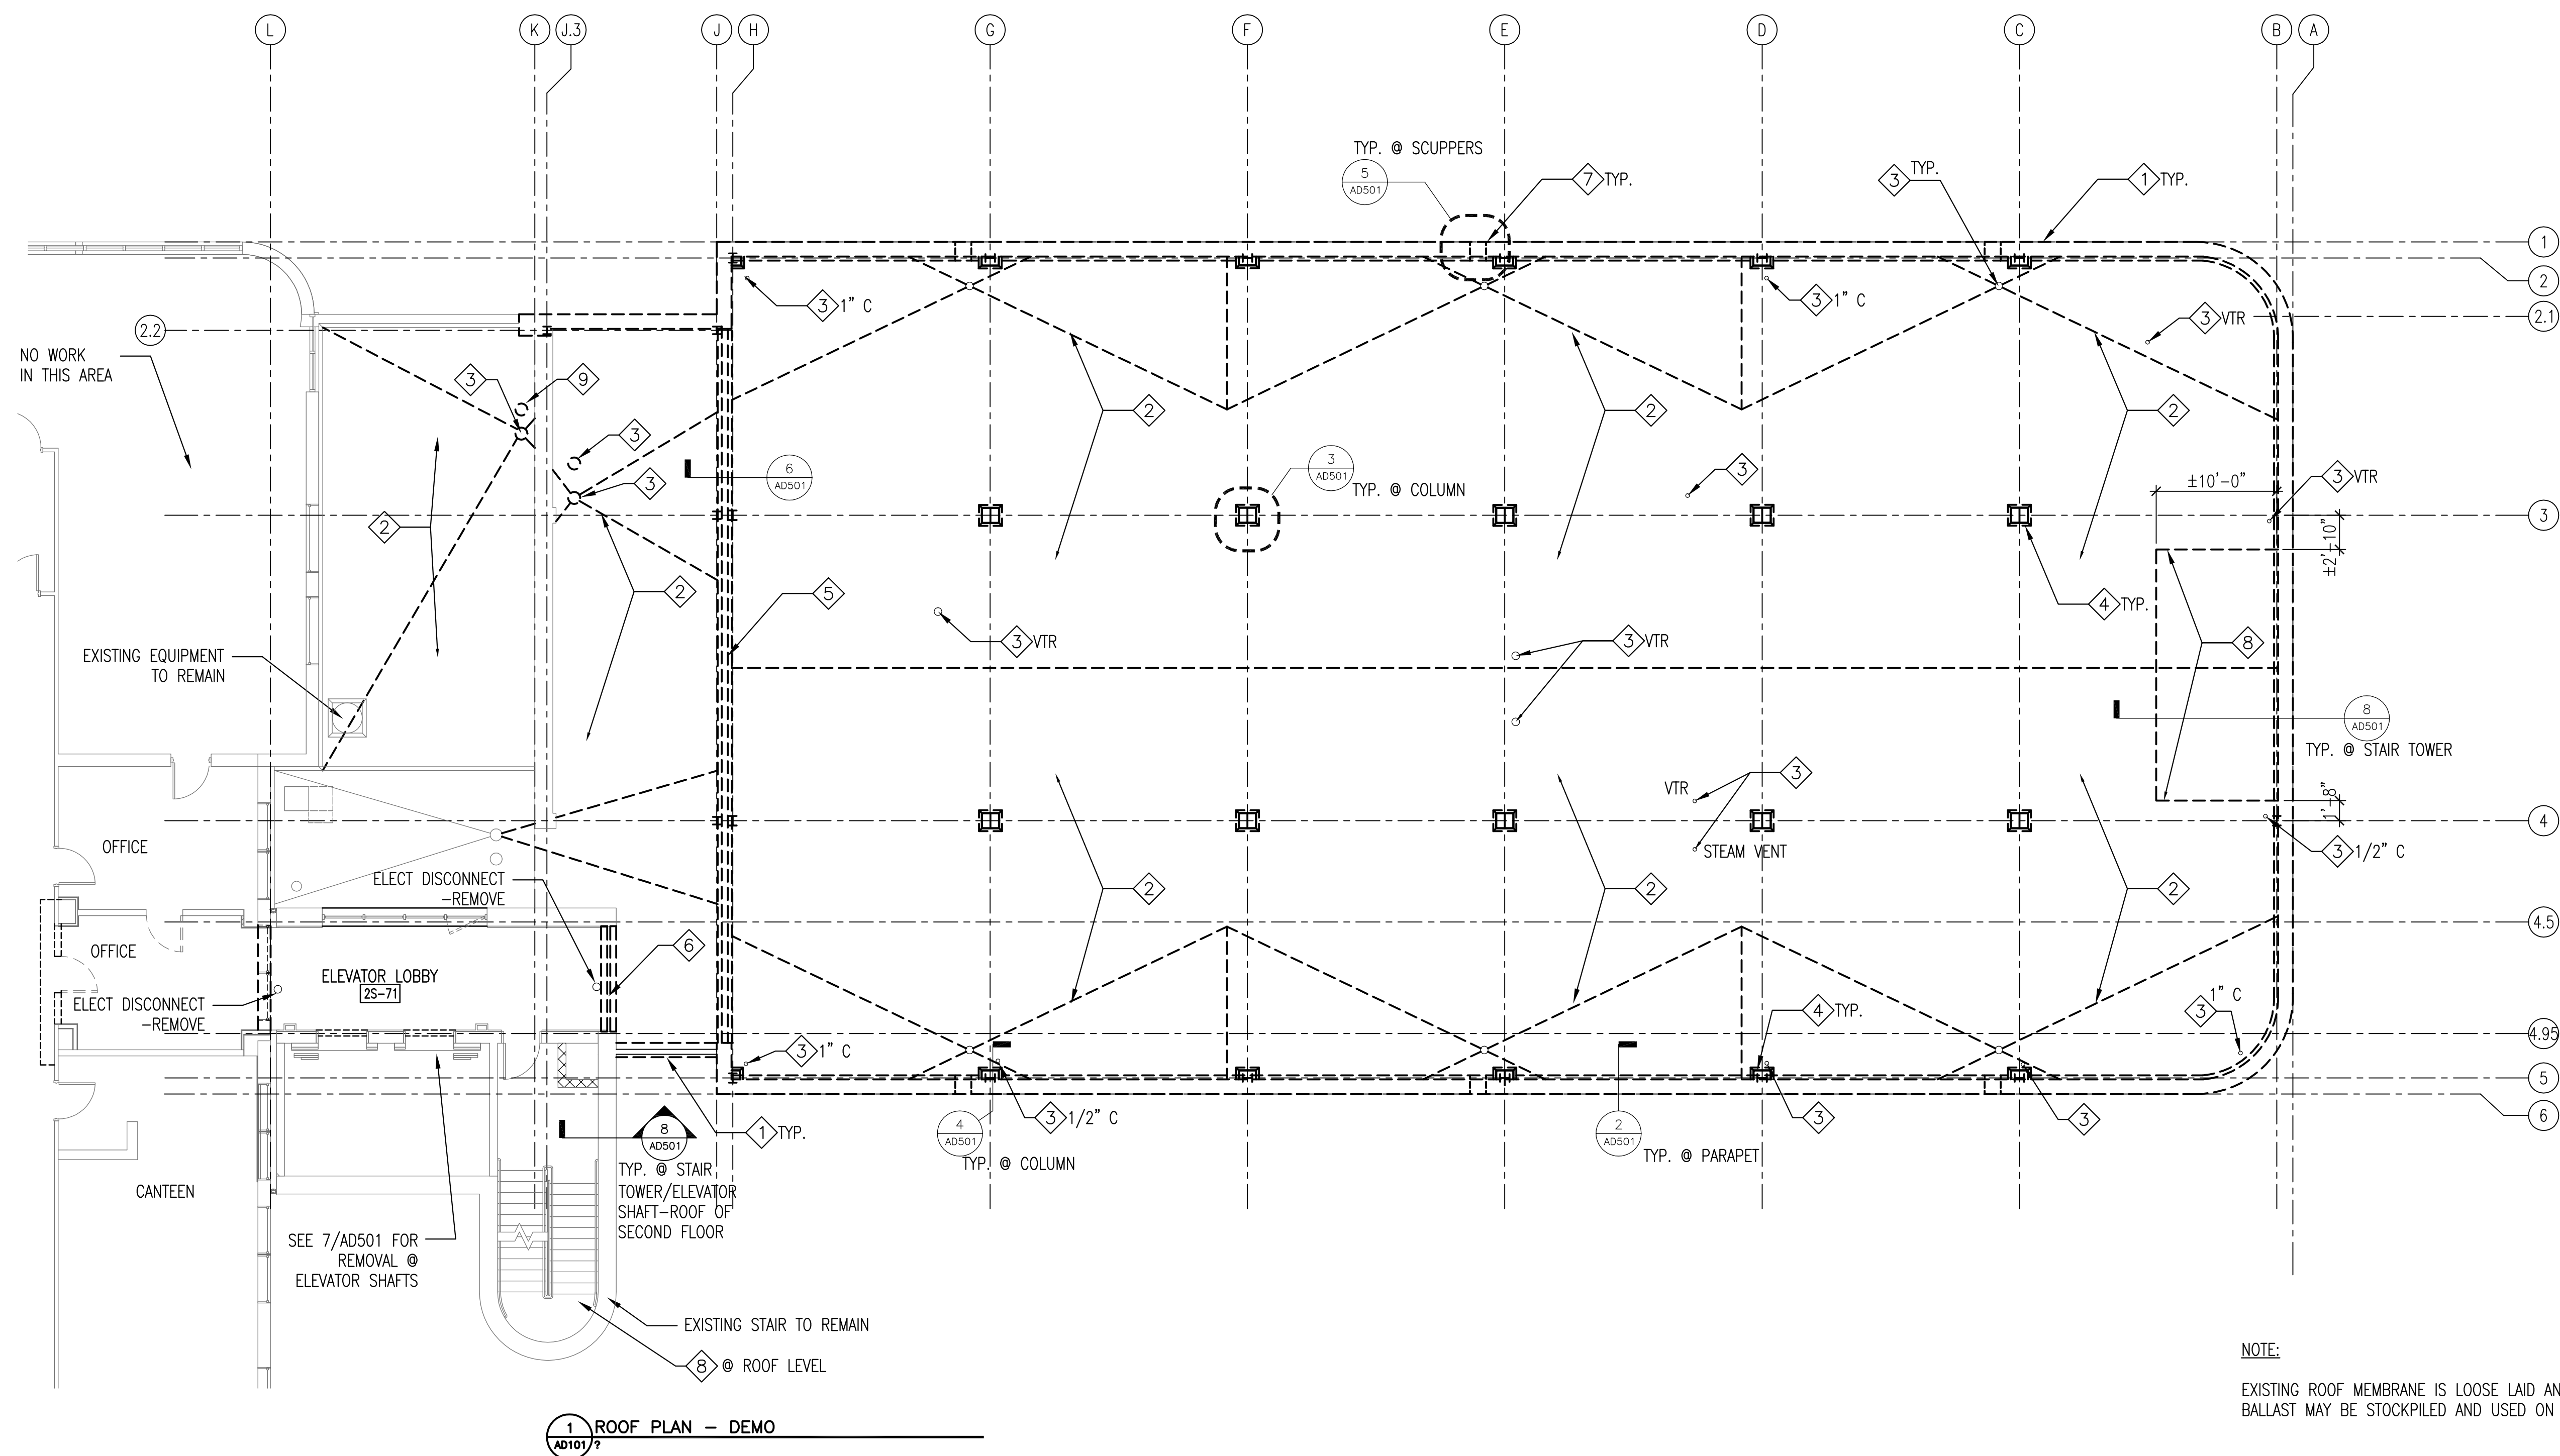 L
K
J.3
J
H
G
F
E
D
C
B
A
TYP. @ SCUPPERS
5
AD501
7 TYP.
3 TYP.
1 TYP.
1
2
2.1
2.2
3 1" C
3 1" C
3 VTR
NO WORK
IN THIS AREA
3
9
3
3
2
2
2
2
6
AD501
3
AD501
TYP. @ COLUMN
3
±10'-0"
3 VTR
3
±2'-10"
2
2
5
4 TYP.
EXISTING EQUIPMENT
TO REMAIN
3 VTR
3 VTR
8
8
AD501
TYP. @ STAIR TOWER
VTR
3
1'-8"
4
STEAM VENT
3 1/2" C
OFFICE
ELECT DISCONNECT
-REMOVE
2
2
2
4.5
OFFICE
6
ELEVATOR LOBBY
2S-71
ELECT DISCONNECT
-REMOVE
4 TYP.
1" C
3
4.95
3 1" C
5
6
8
AD501
1 TYP.
4
AD501
3 1/2" C
2
AD501
3
3
TYP. @ PARAPET
TYP. @ COLUMN
TYP. @ STAIR
TOWER/ELEVATOR
SHAFT-ROOF OF
SECOND FLOOR
CANTEEN
SEE 7/AD501 FOR
REMOVAL @
ELEVATOR SHAFTS
EXISTING STAIR TO REMAIN
8 @ ROOF LEVEL
NOTE:
EXISTING ROOF MEMBRANE IS LOOSE LAID AN
BALLAST MAY BE STOCKPILED AND USED ON
1
AD101
ROOF PLAN - DEMO
?